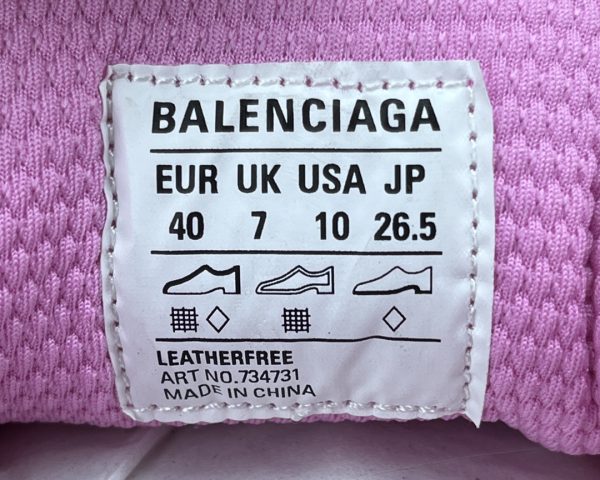 BALENCIAGA
EUR UK USA JP
40 7 10 26.5
LEATHERFREE
ART NO.734731
MADE IN CHINA